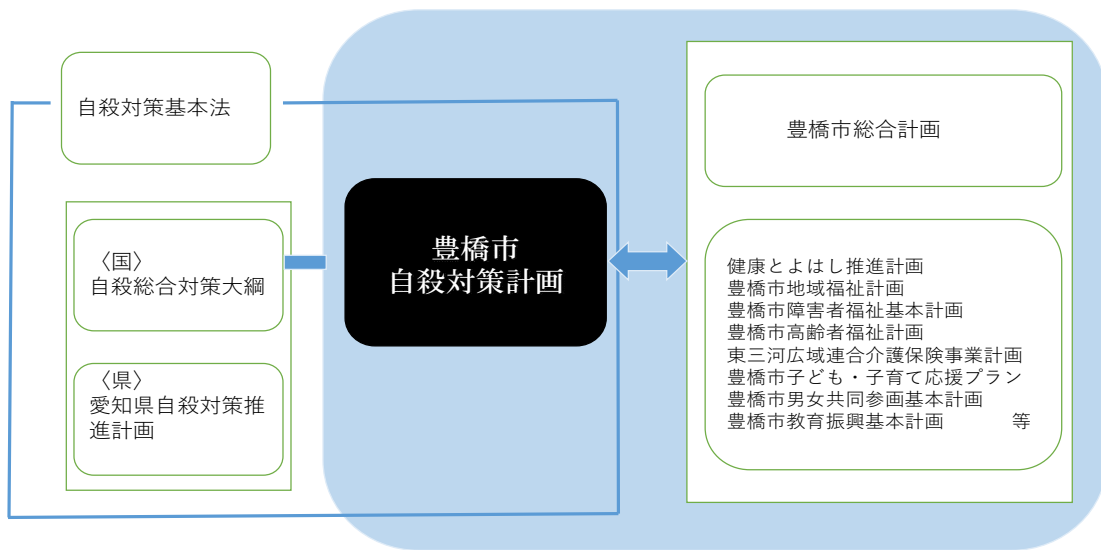 自殺対策基本法
〈国〉
自殺総合対策大綱
〈県〉
愛知県自殺対策推
進計画
豊橋市
自殺対策計画
豊橋市総合計画
健康とよはし推進計画
豊橋市地域福祉計画
豊橋市障害者福祉基本計画
豊橋市高齢者福祉計画
東三河広域連合介護保険事業計画
豊橋市子ども・子育て応援プラン
豊橋市男女共同参画基本計画
豊橋市教育振興基本計画　　　等